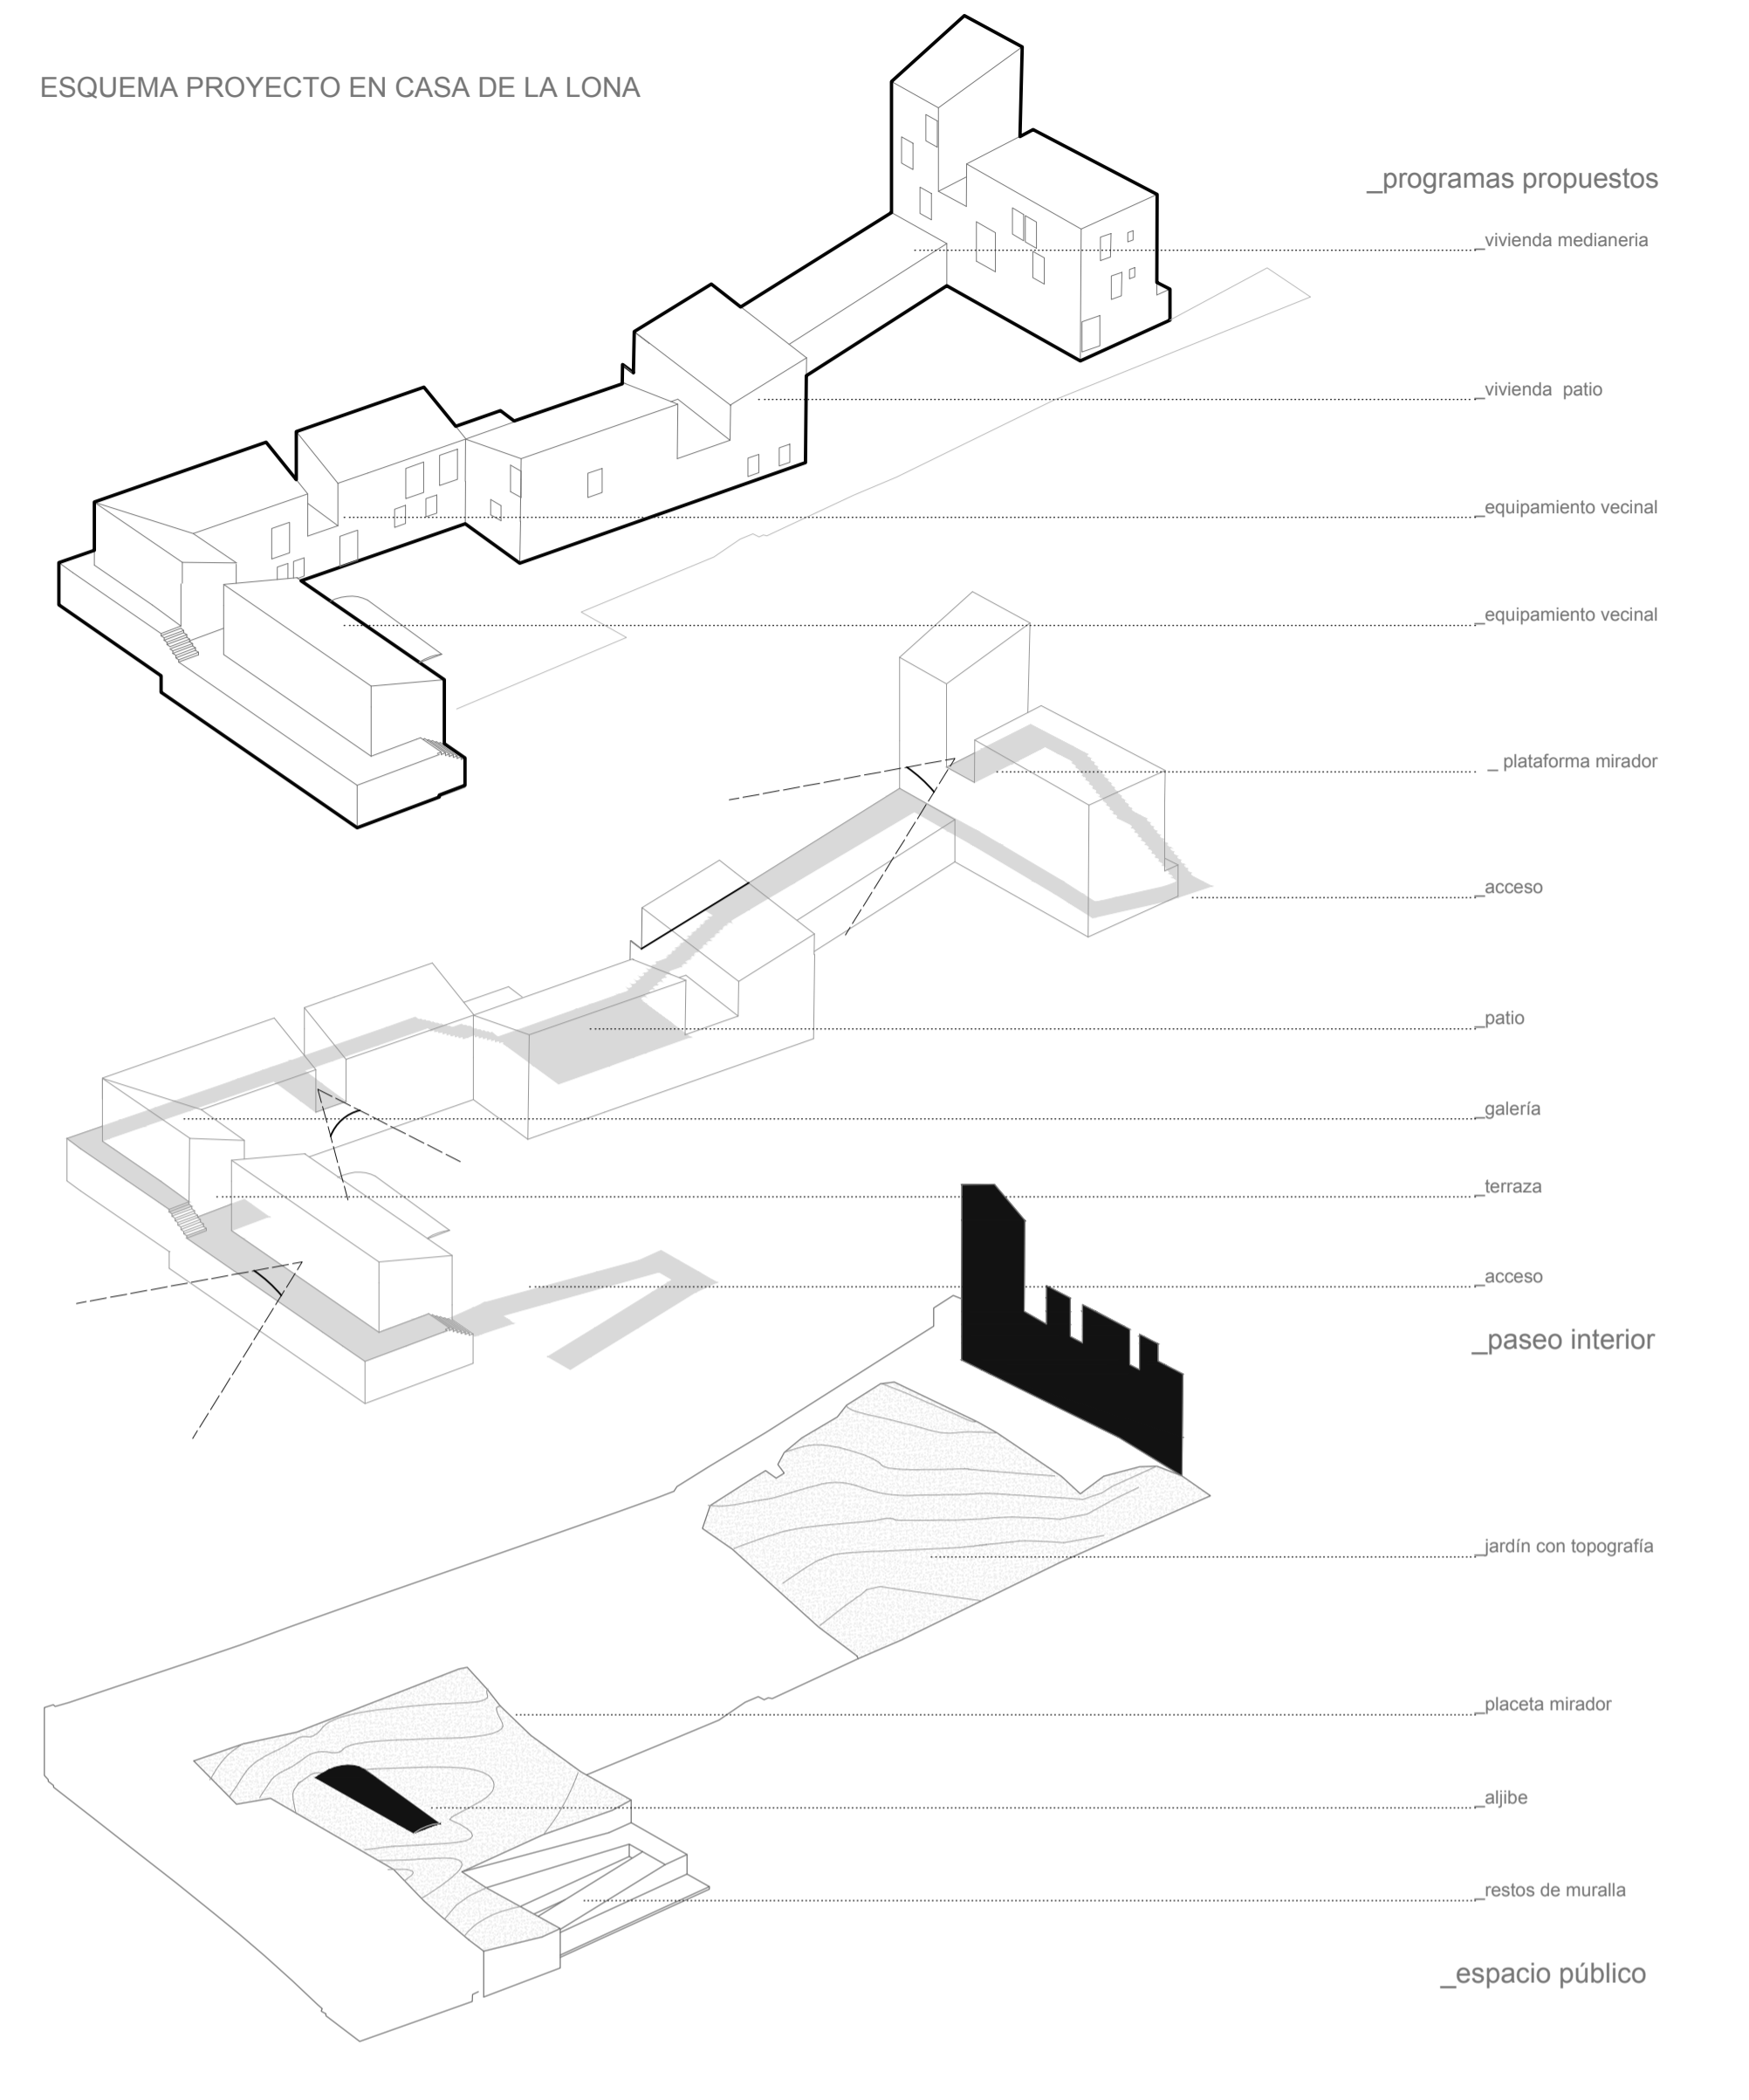 ESQUEMA PROYECTO EN CASA DE LA LONA
_programas propuestos
_vivienda medianeria
_vivienda patio
_equipamiento vecinal
_equipamiento vecinal
_ plataforma mirador
_acceso
_patio
_galería
_terraza
_acceso
_paseo interior
_jardín con topografía
_placeta mirador
_aljibe
_restos de muralla
_espacio público